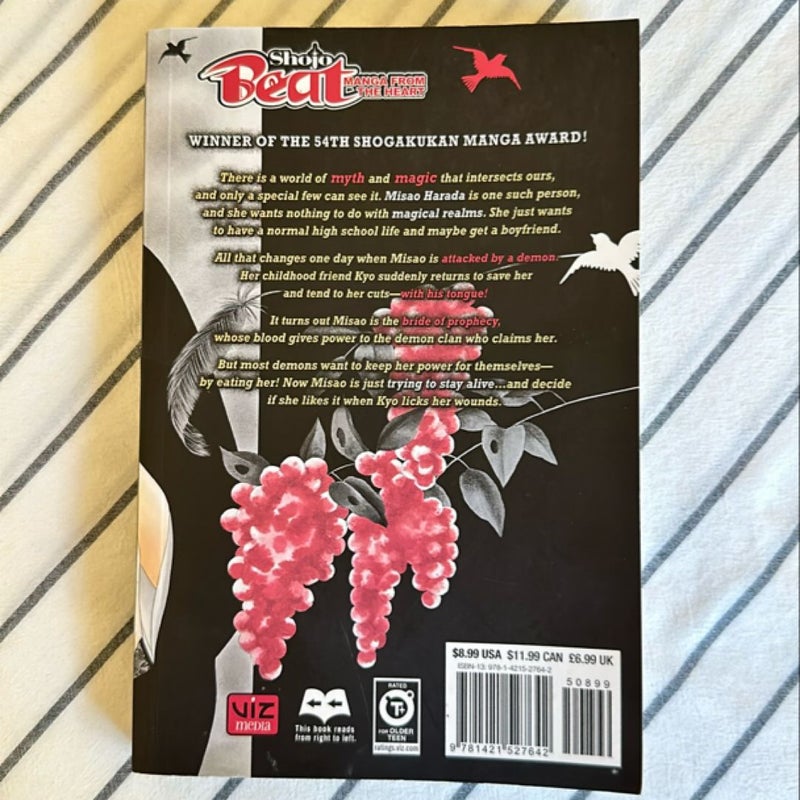 Shojo
Beat
MANGA FROM
THE HEART
WINNER OF THE 54TH SHOGAKUKAN MANGA AWARD!
There is a world of myth and magic that intersects ours,
and only a special few can see it. Misao Harada is one such person,
and she wants nothing to do with magical realms. She just wants
to have a normal high school life and maybe get a boyfriend.
All that changes one day when Misao is attacked by a demon.
Her childhood friend Kyo suddenly returns to save her
and tend to her cuts—with his tongue!
It turns out Misao is the bride of prophecy,
whose blood gives power to the demon clan who claims her.
But most demons want to keep her power for themselves—
by eating her! Now Misao is just trying to stay alive...and decide
if she likes it when Kyo licks her wounds.
$8.99 USA $11.99 CAN £6.99 UK
ISBN-13: 978-1-4215-2764-2
50899
9 781421 527642
VIZ
MEDIA
This book reads
from right to left.
RATED
T+
FOR OLDER
TEEN
ratings.viz.com